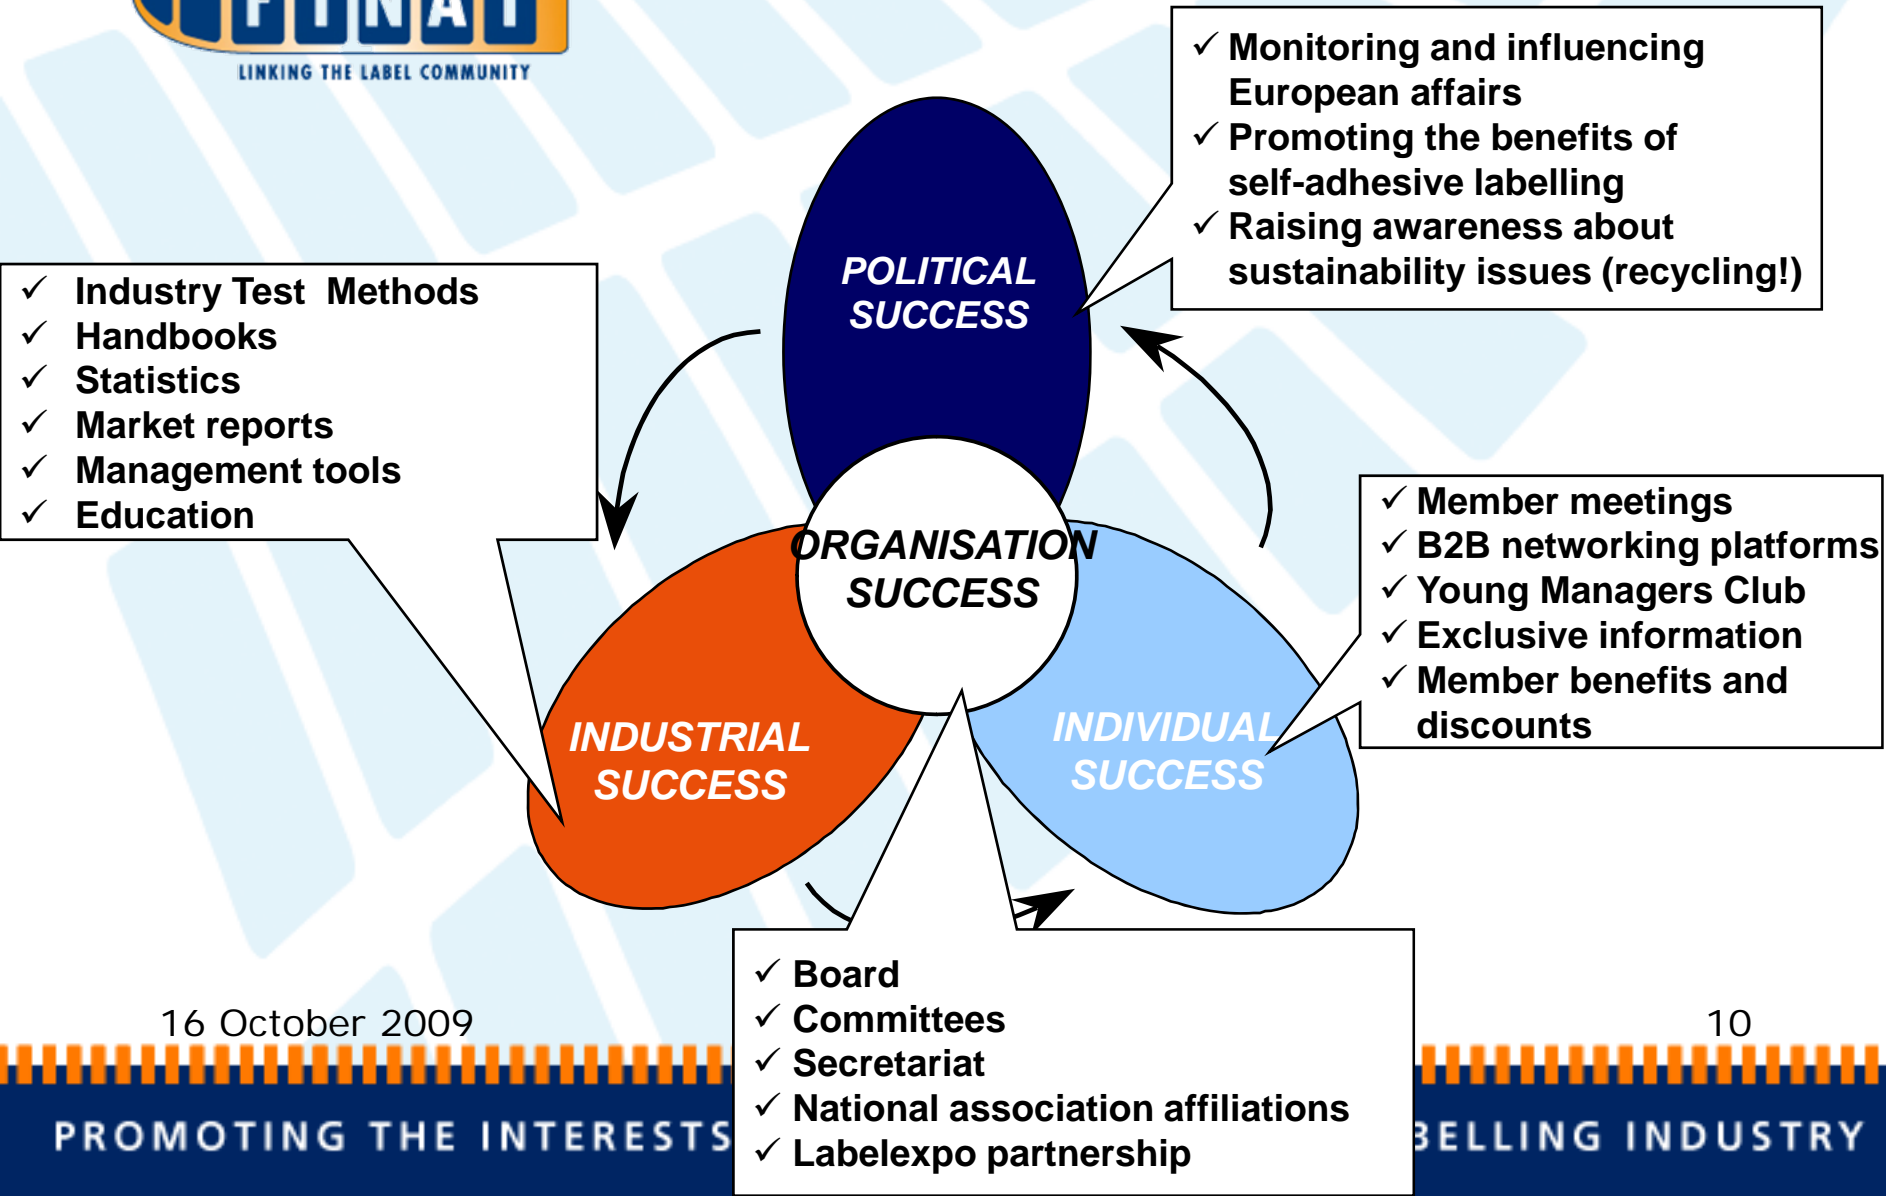 FINAT
LINKING THE LABEL COMMUNITY
✓ Monitoring and influencing
European affairs
✓ Promoting the benefits of
self-adhesive labelling
✓ Raising awareness about
sustainability issues (recycling!)
POLITICAL
SUCCESS
✓ Industry Test Methods
✓ Handbooks
✓ Statistics
✓ Market reports
✓ Management tools
✓ Education
✓ Member meetings
✓ B2B networking platforms
✓ Young Managers Club
✓ Exclusive information
✓ Member benefits and
discounts
ORGANISATION
SUCCESS
INDUSTRIAL
SUCCESS
INDIVIDUAL
SUCCESS
✓ Board
✓ Committees
✓ Secretariat
✓ National association affiliations
✓ Labelexpo partnership
16 October 2009
10
PROMOTING THE INTERESTS
BELLING INDUSTRY